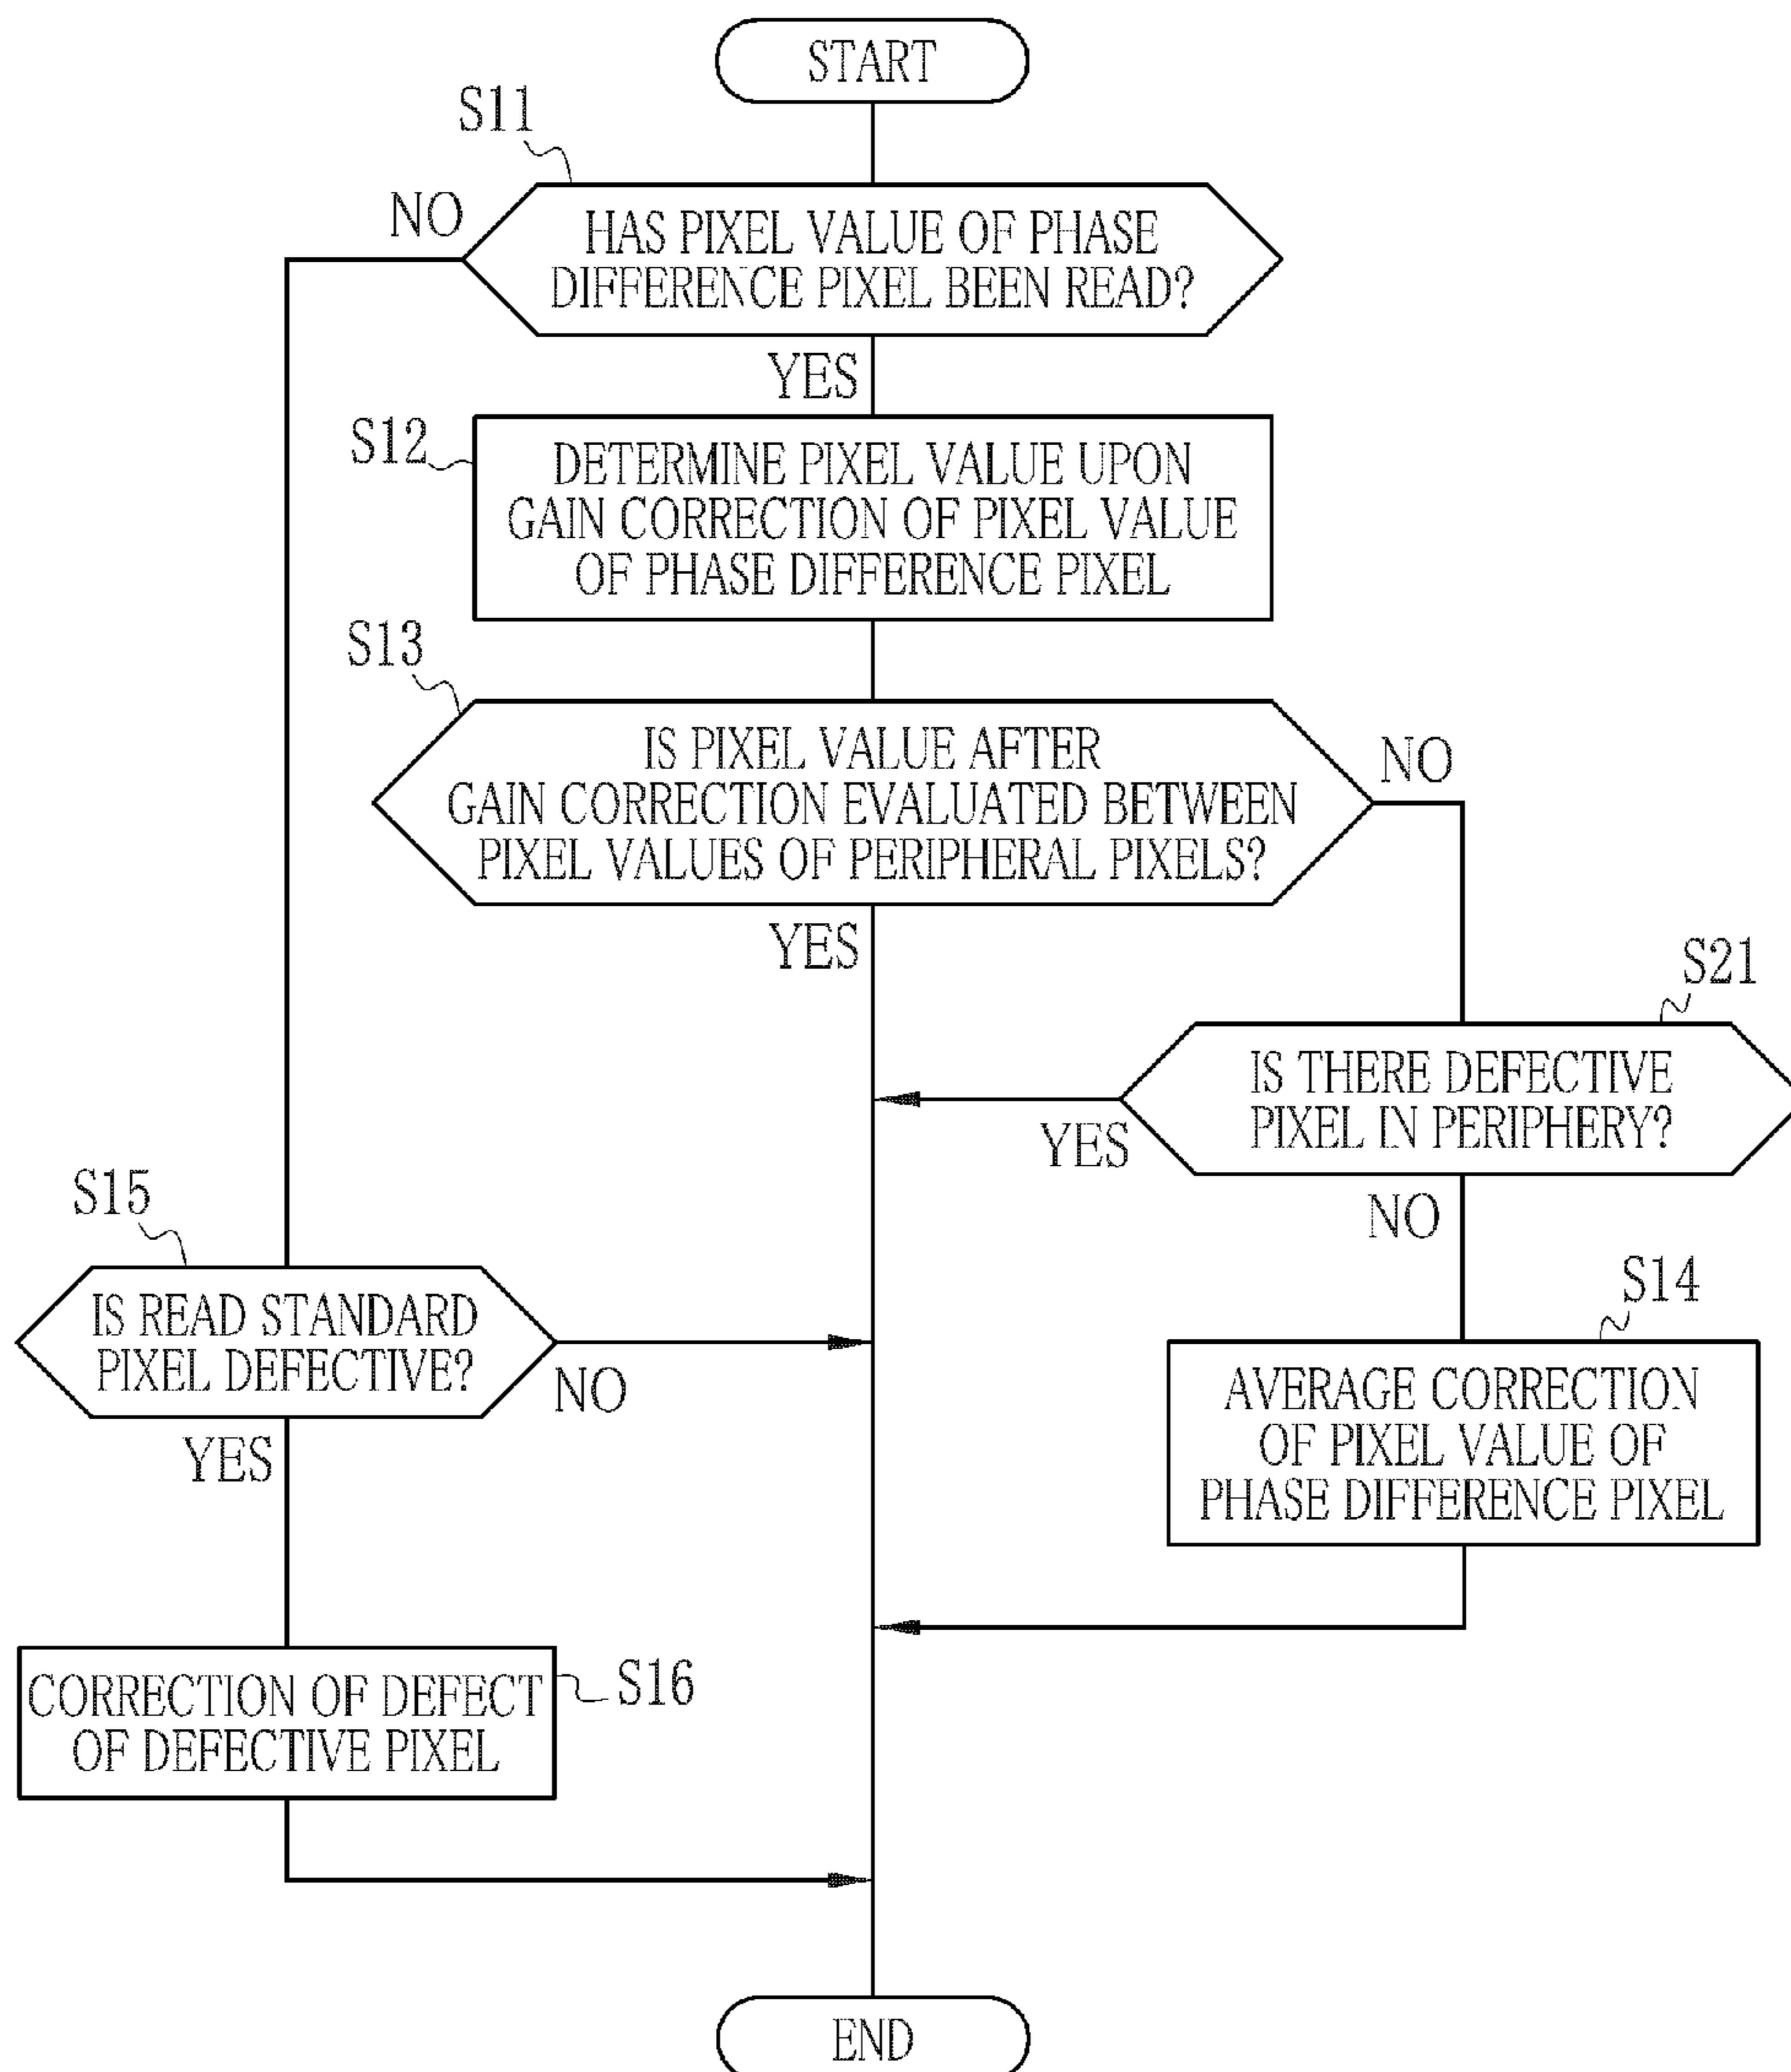 START
S11
NO
HAS PIXEL VALUE OF PHASE
DIFFERENCE PIXEL BEEN READ?
YES
S12
DETERMINE PIXEL VALUE UPON
GAIN CORRECTION OF PIXEL VALUE
OF PHASE DIFFERENCE PIXEL
S13
IS PIXEL VALUE AFTER
GAIN CORRECTION EVALUATED BETWEEN
PIXEL VALUES OF PERIPHERAL PIXELS?
NO
YES
S21
IS THERE DEFECTIVE
PIXEL IN PERIPHERY?
YES
NO
S15
IS READ STANDARD
PIXEL DEFECTIVE?
NO
YES
S14
AVERAGE CORRECTION
OF PIXEL VALUE OF
PHASE DIFFERENCE PIXEL
CORRECTION OF DEFECT
OF DEFECTIVE PIXEL
S16
END